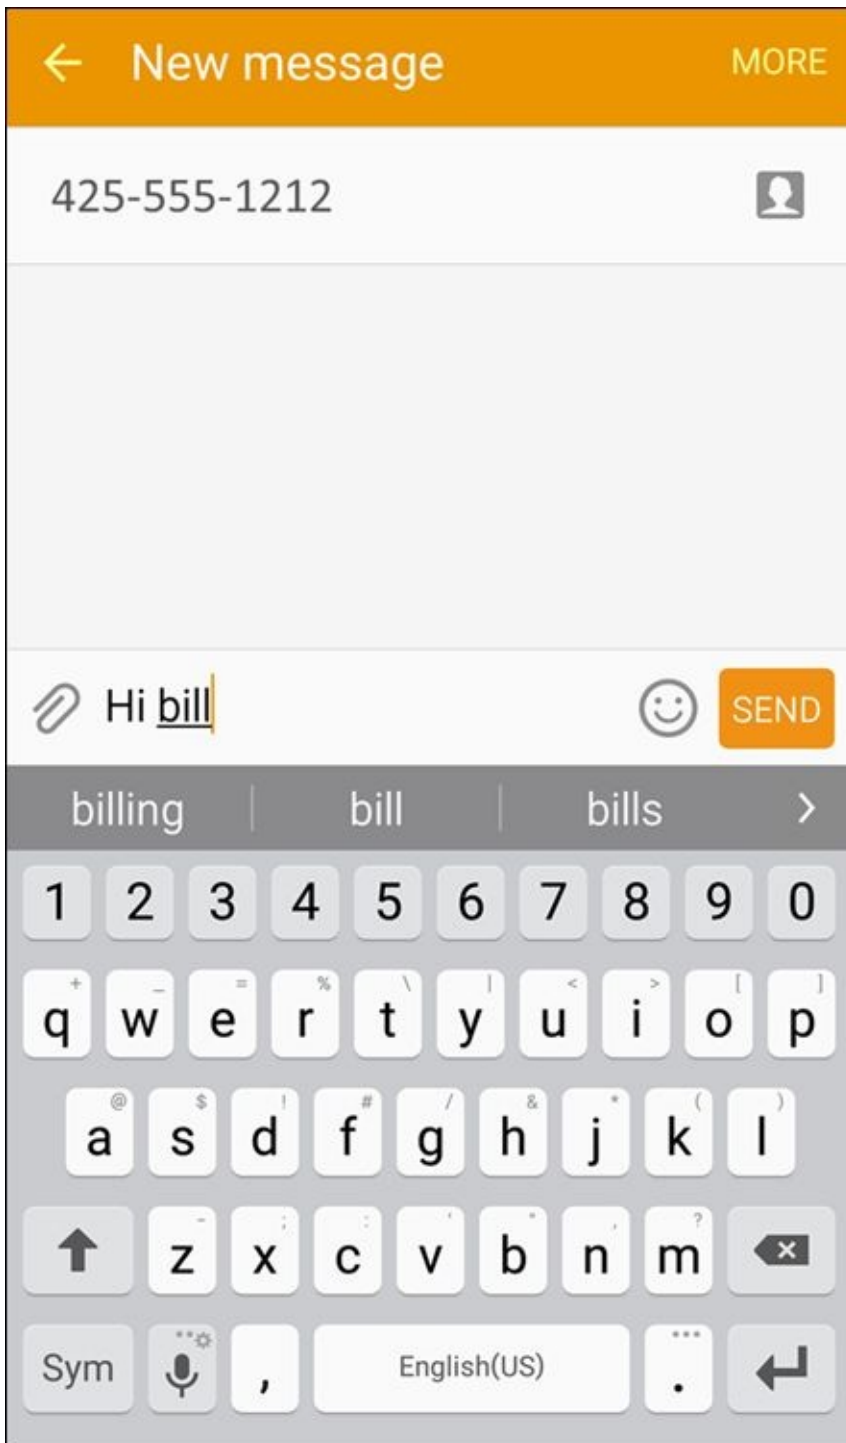 New message MORE
425-555-1212
Hi bill SEND
billing bill bills
1 2 3 4 5 6 7 8 9 0
+ _ = % \ | < > [ ]
q w e r t y u i o p
@ $ ! # / & * ( )
a s d f g h j k l
- ; : ' " , ?
z x c v b n m
Sym , English(US) .